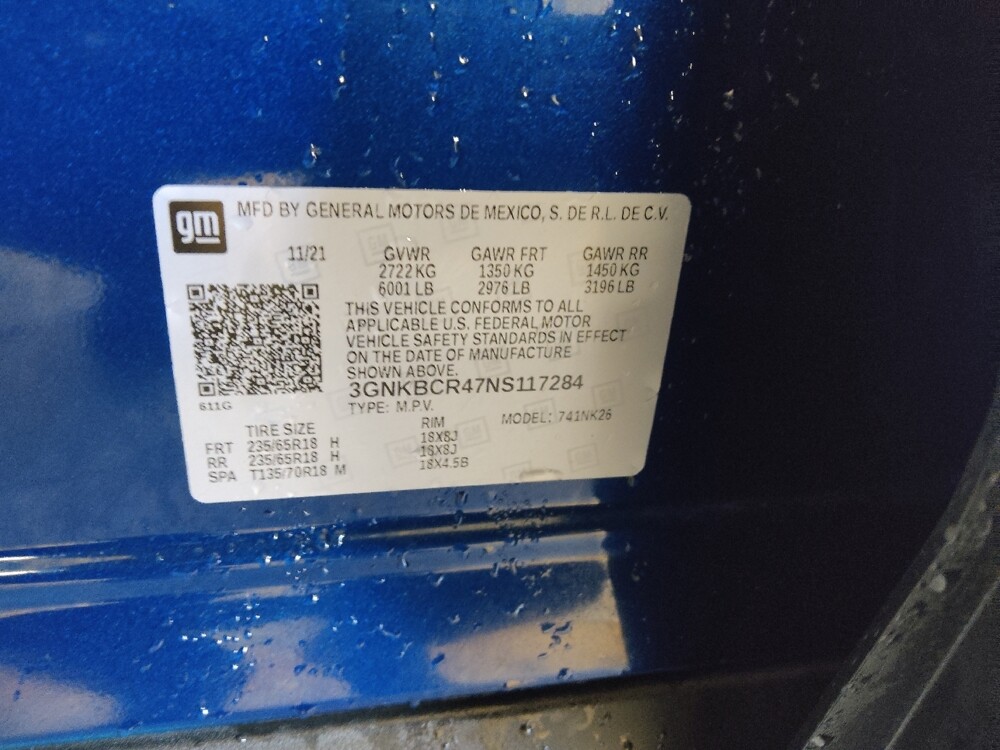 gm
MFD BY GENERAL MOTORS DE MEXICO, S. DE R.L. DE C.V.
11/21 GVWR GAWR FRT GAWR RR
2722 KG 1350 KG 1450 KG
6001 LB 2976 LB 3196 LB
THIS VEHICLE CONFORMS TO ALL
APPLICABLE U.S. FEDERAL MOTOR
VEHICLE SAFETY STANDARDS IN EFFECT
ON THE DATE OF MANUFACTURE
SHOWN ABOVE.
3GNKBCR47NS117284
611G
TYPE: M.P.V. MODEL: 741NK26
TIRE SIZE RIM
FRT 235/65R18 H 18X8J
RR 235/65R18 H 18X8J
SPA T135/70R18 M 18X4.5B